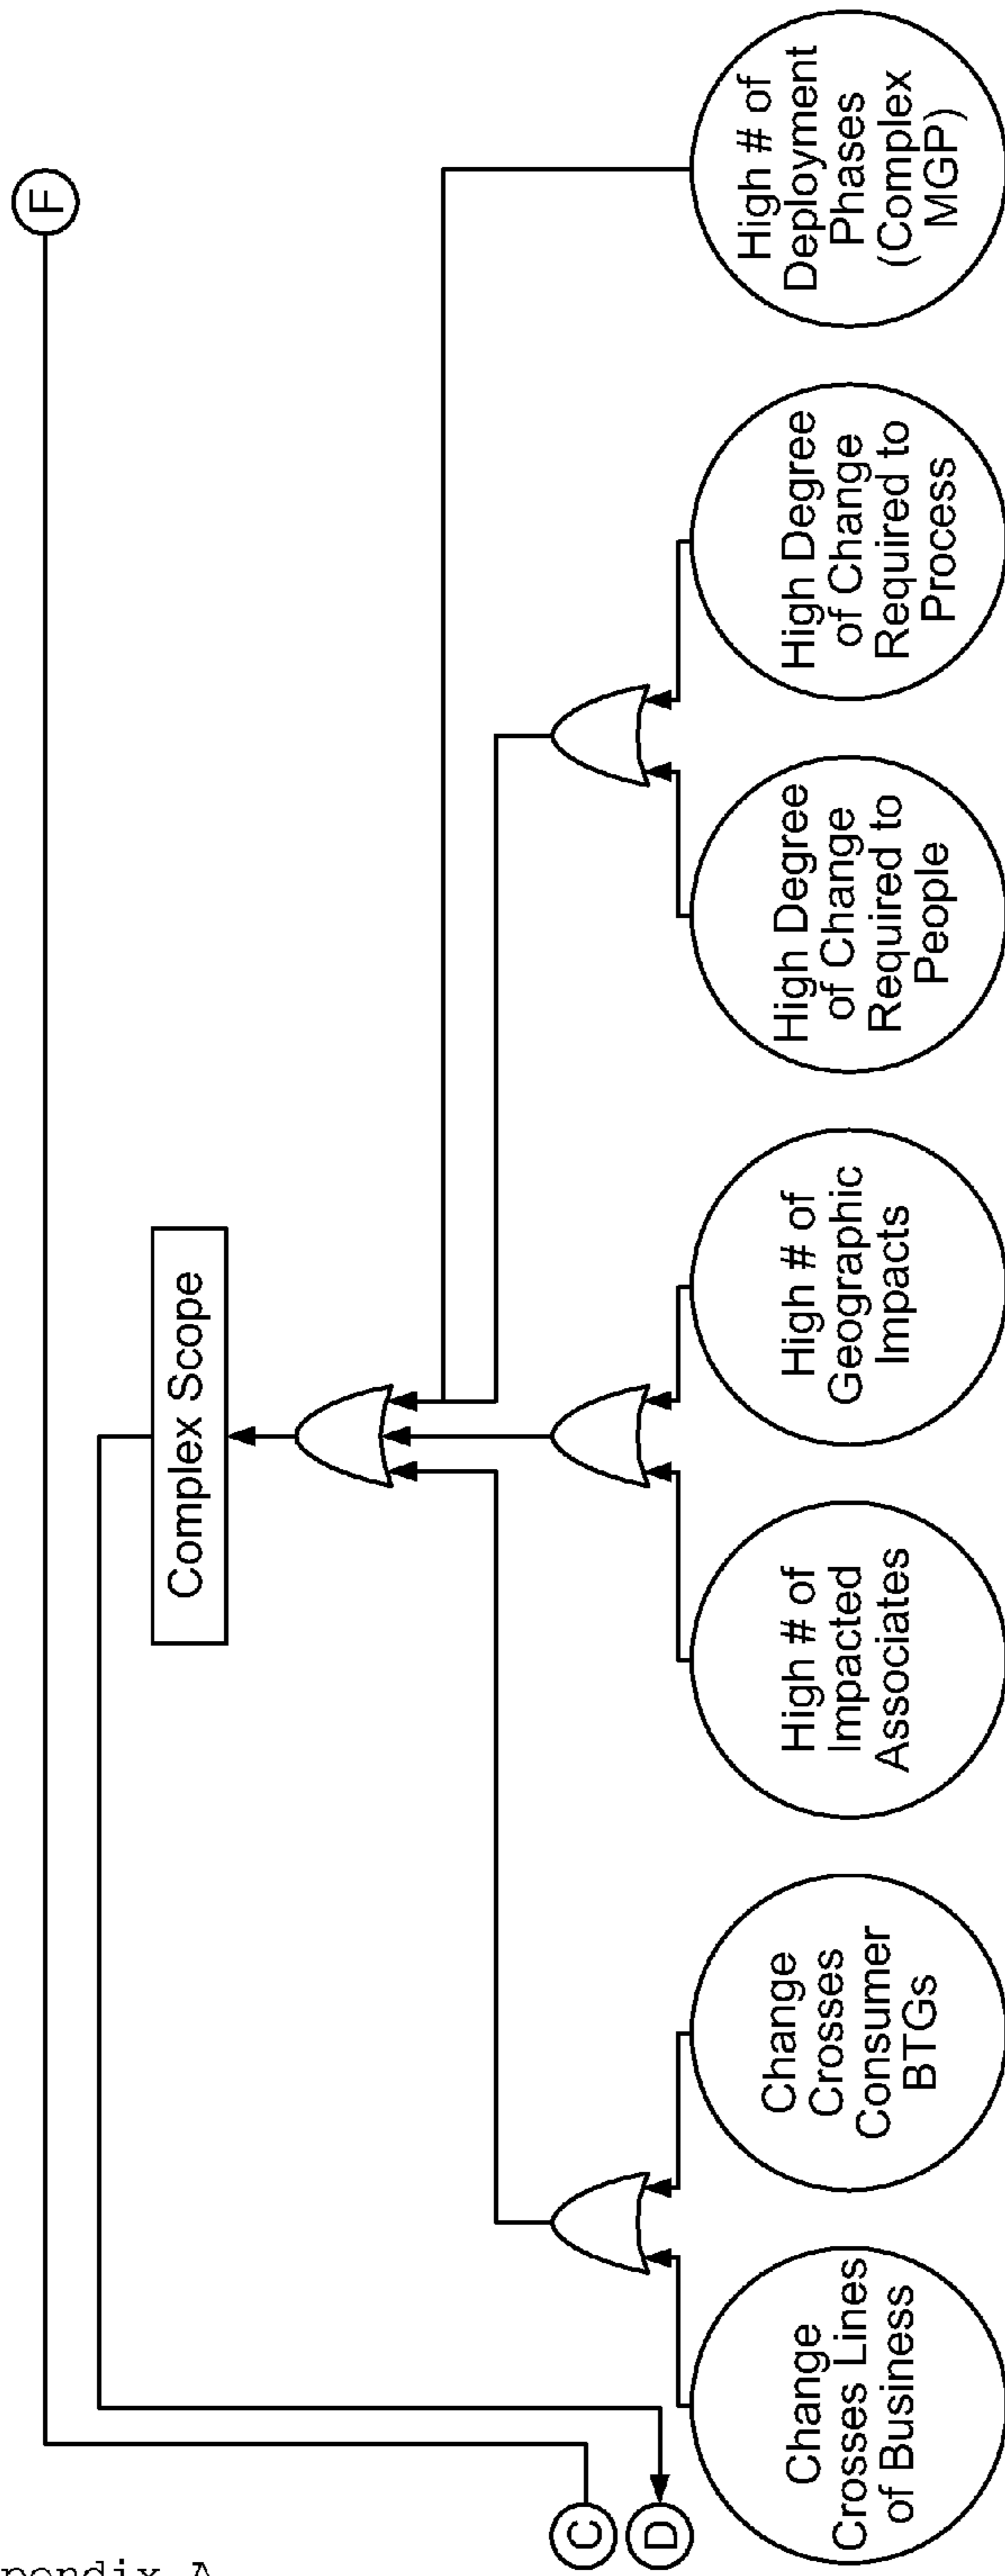 F
Complex Scope
C
D
Change
Crosses Lines
of Business
Change
Crosses
Consumer
BTGs
High # of
Impacted
Associates
High # of
Geographic
Impacts
High Degree
of Change
Required to
People
High Degree
of Change
Required to
Process
High # of
Deployment
Phases
(Complex
MGP)
pendix A